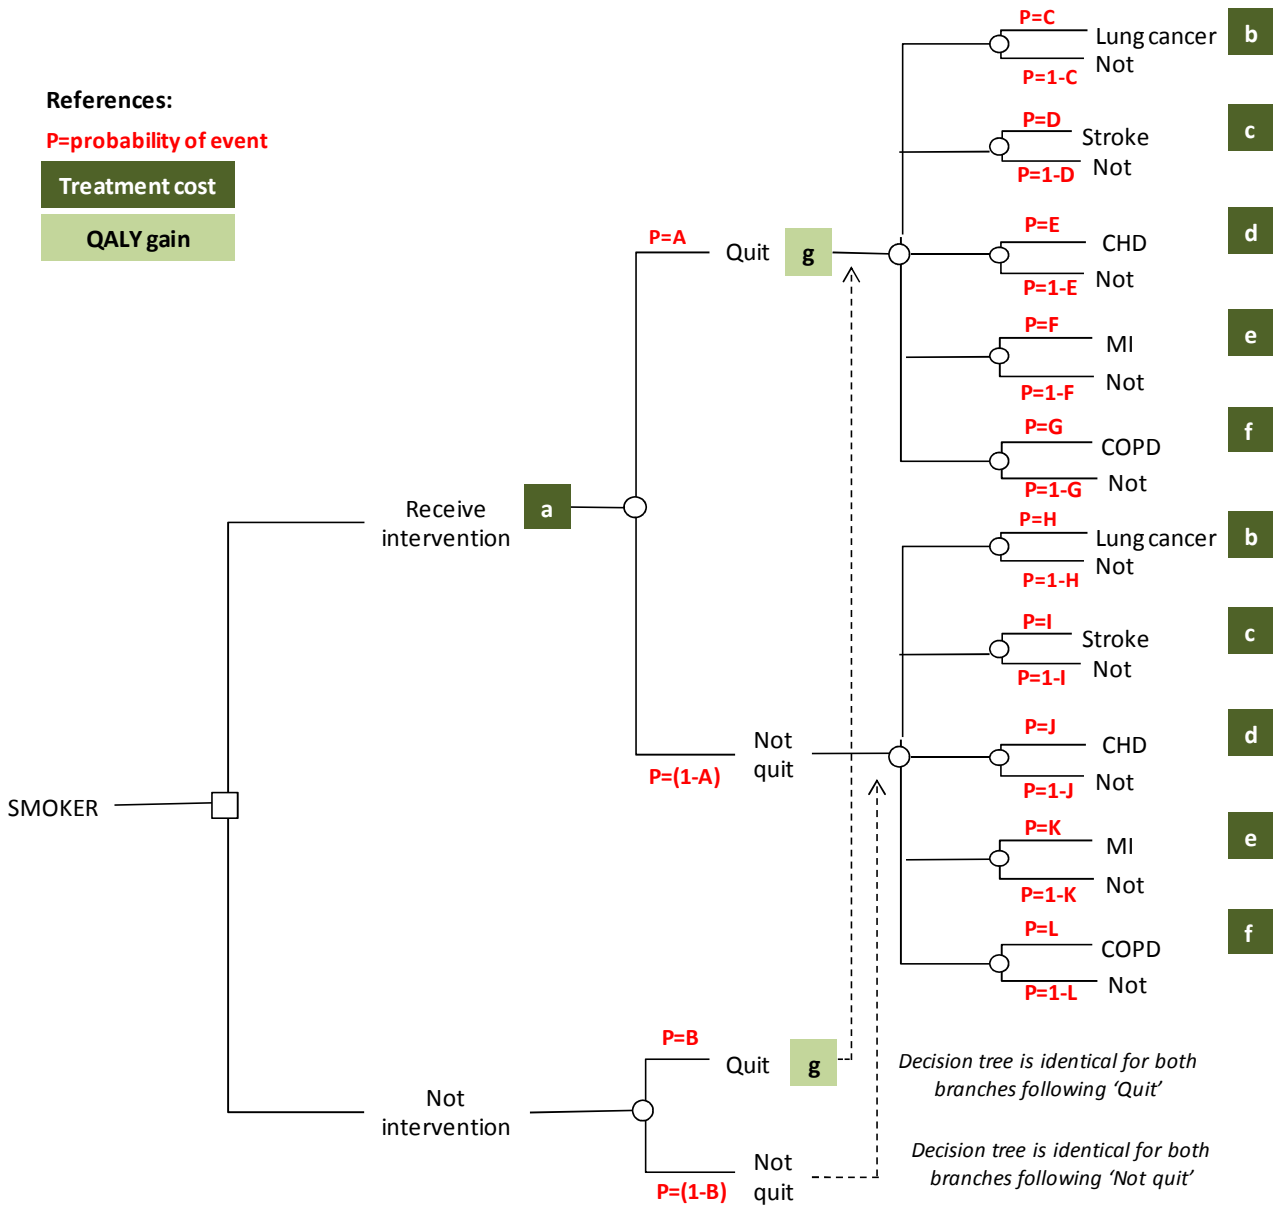 References:
P=probability of event
Treatment cost
QALY gain
SMOKER
Receive
intervention
a
P=A
Quit
g
P=C
Lung cancer
b
Not
P=1-C
P=D
Stroke
c
Not
P=1-D
P=E
CHD
d
Not
P=1-E
P=F
MI
e
Not
P=1-F
P=G
COPD
f
Not
P=1-G
P=(1-A)
Not
quit
P=H
Lung cancer
b
Not
P=1-H
P=I
Stroke
c
Not
P=1-I
P=J
CHD
d
Not
P=1-J
P=K
MI
e
Not
P=1-K
P=L
COPD
f
Not
P=1-L
Not
intervention
P=B
Quit
g
P=(1-B)
Not
quit
Decision tree is identical for both
branches following ‘Quit’
Decision tree is identical for both
branches following ‘Not quit’